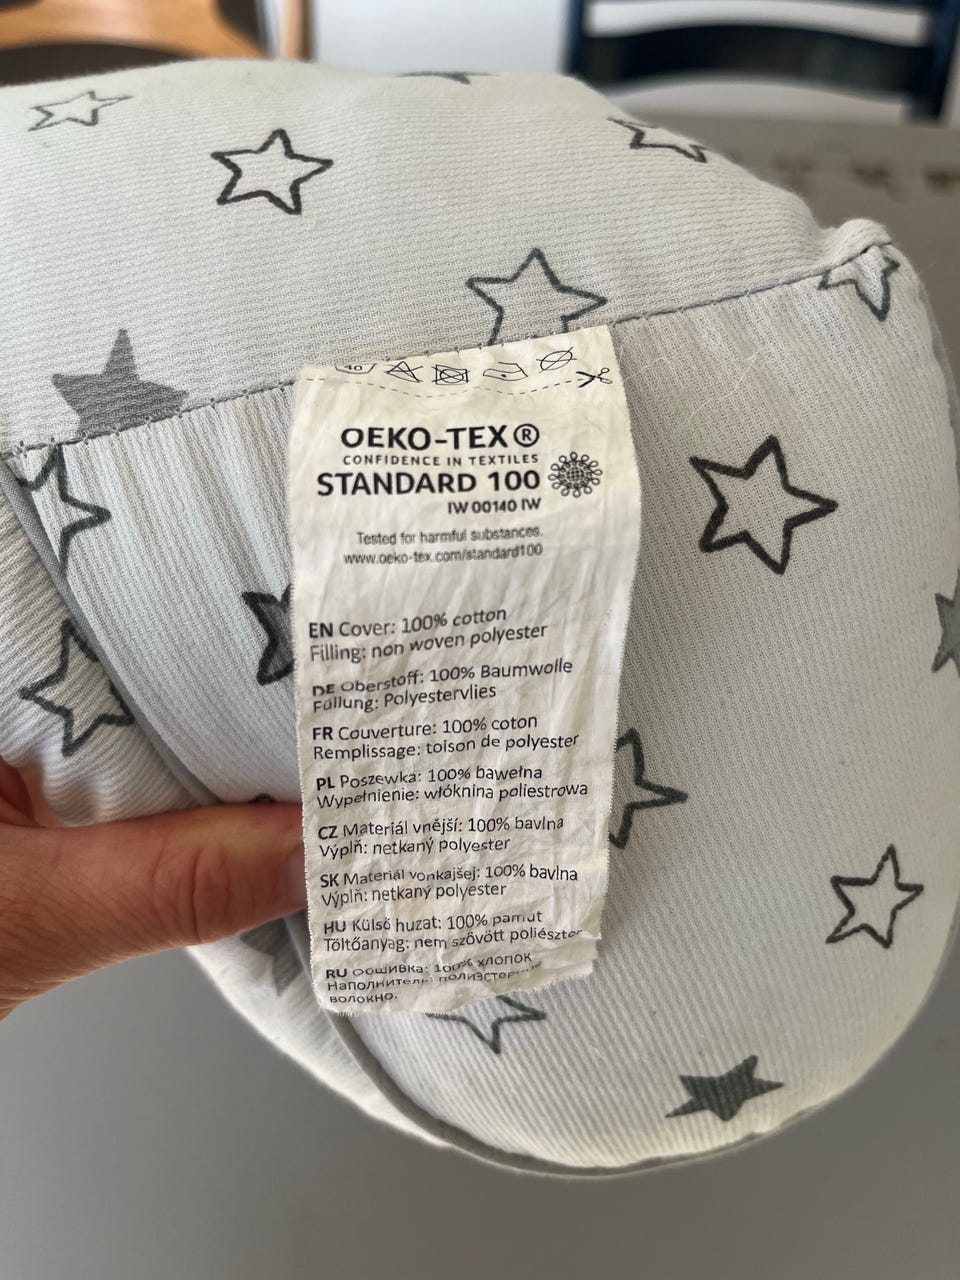 40
OEKO-TEX®
CONFIDENCE IN TEXTILES
STANDARD 100
IW 00140 IW
Tested for harmful substances.
www.oeko-tex.com/standard100
EN Cover: 100% cotton
Filling: non woven polyester
DE Oberstoff: 100% Baumwolle
Füllung: Polyestervlies
FR Couverture: 100% coton
Remplissage: toison de polyester
PL Poszewka: 100% bawełna
Wypełnienie: włóknina poliestrowa
CZ Materiál vnější: 100% bavlna
Výplň: netkaný polyester
SK Materiál vonkajšej: 100% bavlna
Výplň: netkaný polyester
HU Külső huzat: 100% pamut
Töltőanyag: nem szövött poliészter
RU Обшивка: 100% хлопок
Наполнитель:
волокно.